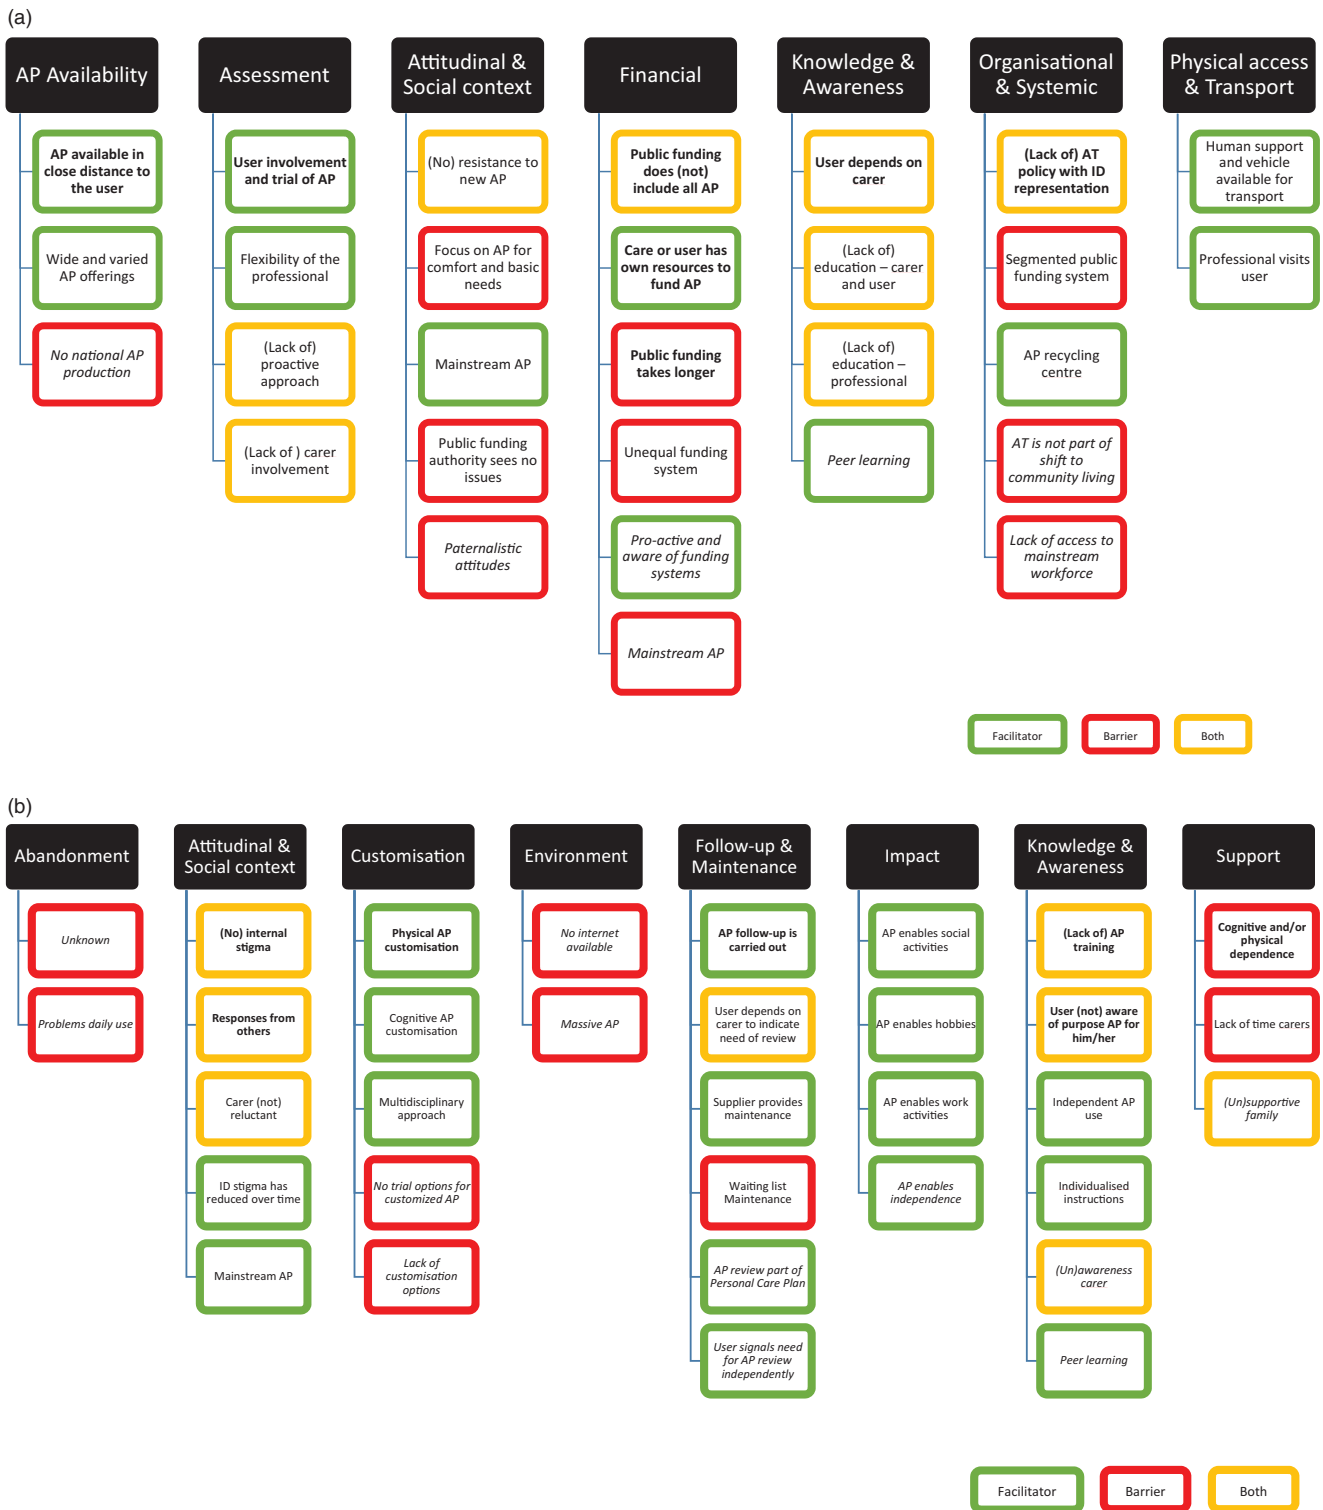 (a)
AP Availability
AP available in
close distance to
the user
Wide and varied
AP offerings
No national AP
production
Assessment
User involvement
and trial of AP
Flexibility of the
professional
(Lack of)
proactive
approach
(Lack of ) carer
involvement
Attitudinal &
Social context
(No) resistance to
new AP
Focus on AP for
comfort and basic
needs
Mainstream AP
Public funding
authority sees no
issues
Paternalistic
attitudes
Financial
Public funding
does (not)
include all AP
Care or user has
own resources to
fund AP
Public funding
takes longer
Unequal funding
system
Pro-active and
aware of funding
systems
Mainstream AP
Knowledge &
Awareness
User depends on
carer
(Lack of)
education – carer
and user
(Lack of)
education –
professional
Peer learning
Organisational
& Systemic
(Lack of) AT
policy with ID
representation
Segmented public
funding system
AP recycling
centre
AT is not part of
shift to
community living
Lack of access to
mainstream
workforce
Physical access
& Transport
Human support
and vehicle
available for
transport
Professional visits
user
Facilitator
Barrier
Both
(b)
Abandonment
Unknown
Problems daily use
Attitudinal &
Social context
(No) internal
stigma
Responses from
others
Carer (not)
reluctant
ID stigma has
reduced over time
Mainstream AP
Customisation
Physical AP
customisation
Cognitive AP
customisation
Multidisciplinary
approach
No trial options for
customized AP
Lack of
customisation
options
Environment
No internet
available
Massive AP
Follow-up &
Maintenance
AP follow-up is
carried out
User depends on
carer to indicate
need of review
Supplier provides
maintenance
Waiting list
Maintenance
AP review part of
Personal Care Plan
User signals need
for AP review
independently
Impact
AP enables social
activities
AP enables hobbies
AP enables work
activities
AP enables
independence
Knowledge &
Awareness
(Lack of) AP
training
User (not) aware
of purpose AP for
him/her
Independent AP
use
Individualised
instructions
(Un)awareness
carer
Peer learning
Support
Cognitive and/or
physical
dependence
Lack of time carers
(Un)supportive
family
Facilitator
Barrier
Both